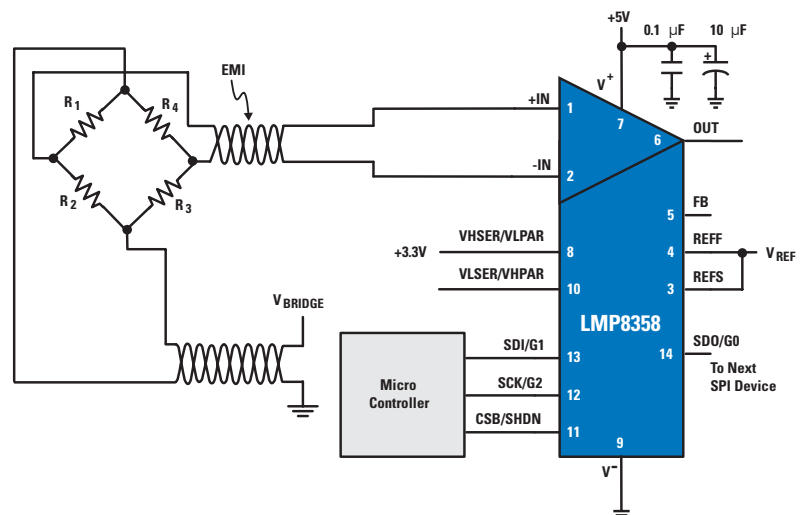 +5V
0.1 µF
10 µF
+
EMI
V+
R1
R4
+IN
1
7
6
OUT
-IN
2
R2
R3
5
FB
VHSER/VLPAR
+3.3V
8
4
REFF
VREF
VLSER/VHPAR
10
3
REFS
VBRIDGE
LMP8358
SDI/G1
13
14
SDO/G0
To Next
SPI Device
Micro
Controller
SCK/G2
12
CSB/SHDN
11
9
V-